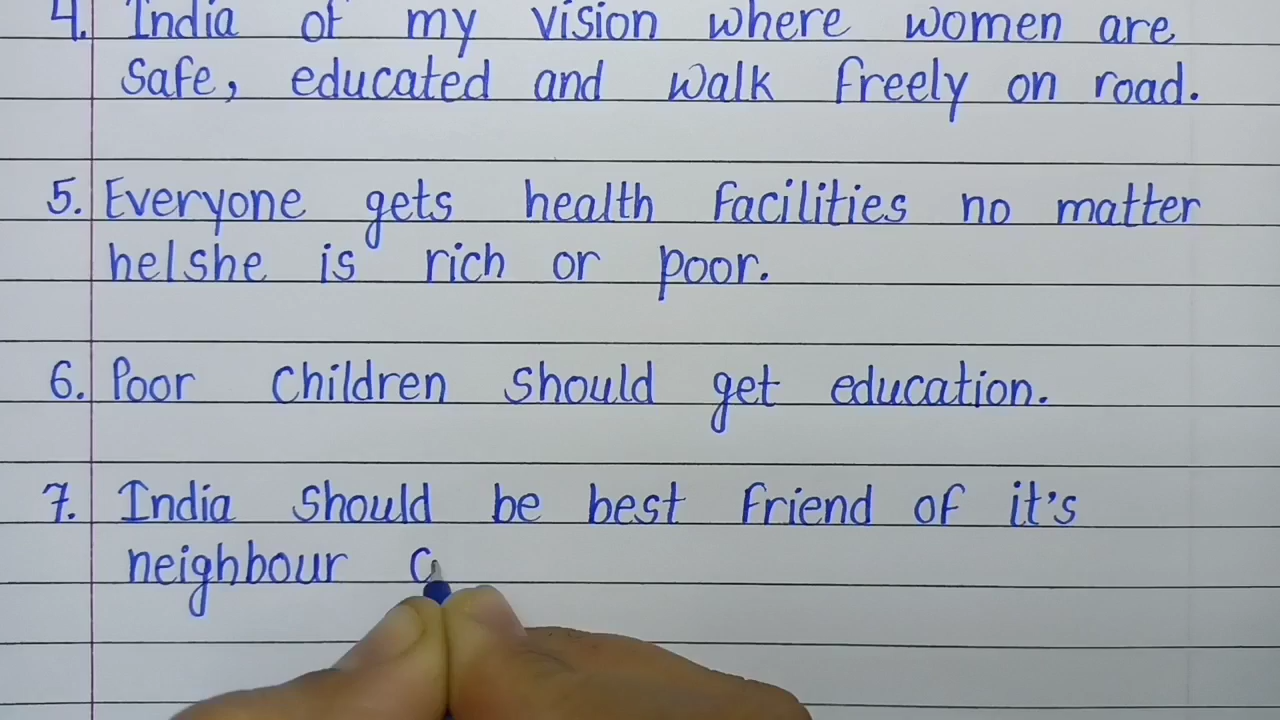 4. India of my vision where women are
safe, educated and walk freely on road.
5. Everyone gets health facilities no matter
he/she is rich or poor.
6. Poor children should get education.
7. India should be best friend of it's
neighbour c